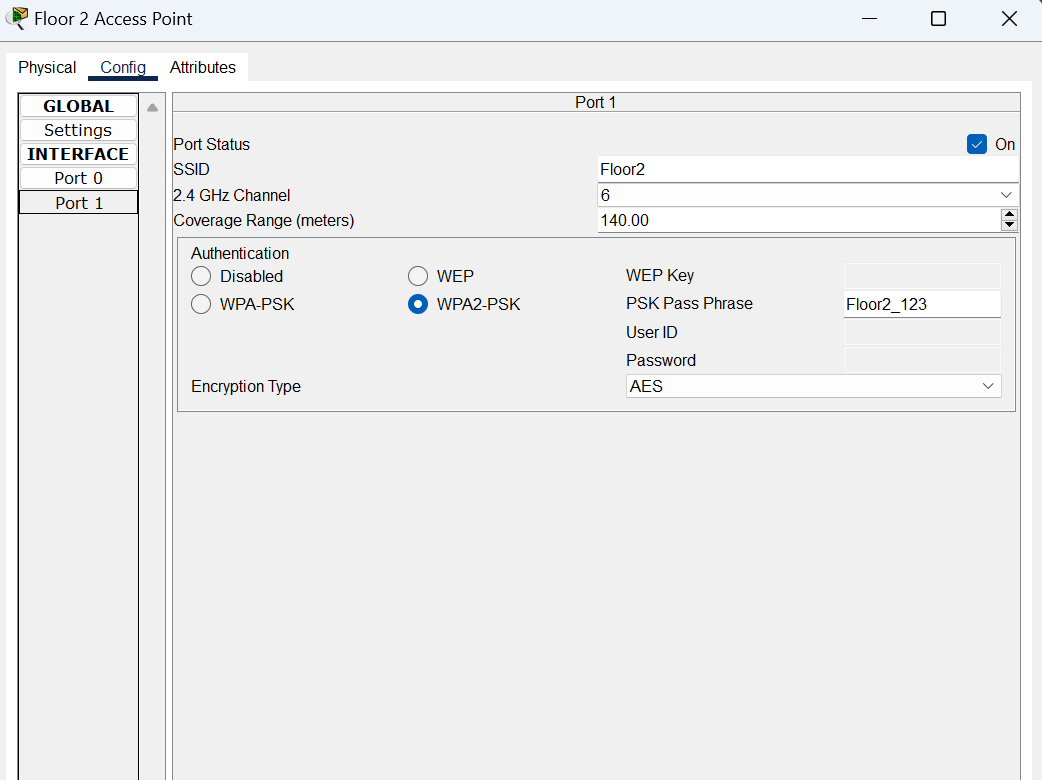 Floor 2 Access Point
Physical Config Attributes
GLOBAL
Settings
INTERFACE
Port 0
Port 1
Port 1
Port Status On
SSID Floor2
2.4 GHz Channel 6
Coverage Range (meters) 140.00
Authentication
Disabled WEP WEP Key
WPA-PSK WPA2-PSK PSK Pass Phrase Floor2_123
User ID
Password
Encryption Type AES